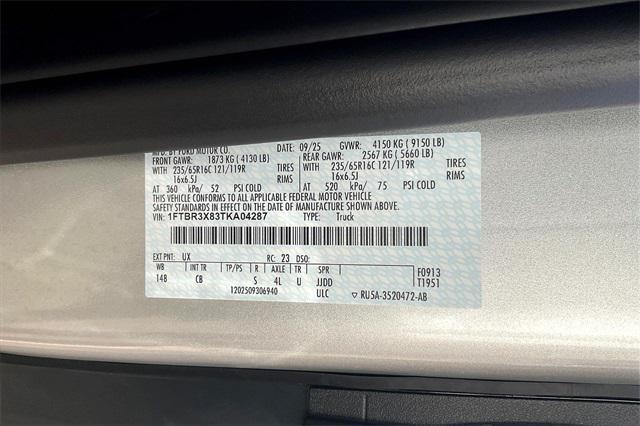 MFD. BY FORD MOTOR CO. DATE: 09/25 GVWR: 4150 KG (9150 LB)
FRONT GAWR: 1873 KG (4130 LB) REAR GAWR: 2567 KG (5660 LB)
WITH 235/65R16C 121/119R TIRES WITH 235/65R16C 121/119R TIRES
16x6.5J RIMS 16x6.5J RIMS
AT 360 kPa/ 52 PSI COLD AT 520 kPa/ 75 PSI COLD
THIS VEHICLE CONFORMS TO ALL APPLICABLE FEDERAL MOTOR VEHICLE
SAFETY STANDARDS IN EFFECT ON THE DATE OF MANUFACTURE SHOWN ABOVE.
VIN: 1FTBR3X83TKA04287 TYPE: Truck
EXT PNT: UX RC: 23 DSO:
WB INT TR TP/PS R AXLE TR SPR F0913
148 CB S 4L U JJDD T1951
1202509306940 ULC ▽ RU5A-3520472-AB